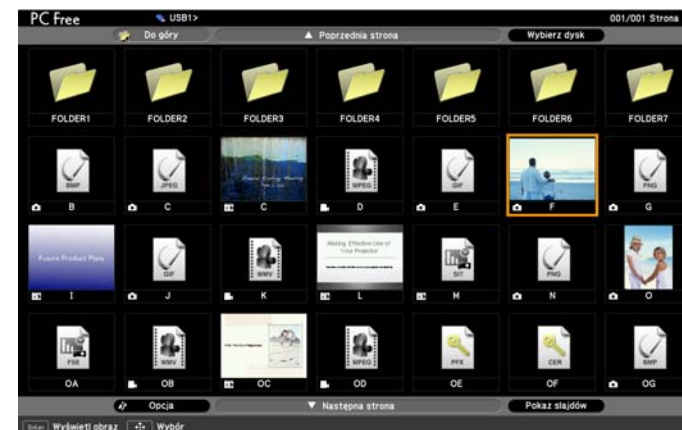 PC Free USB1> 001/001 Strona
Do góry ▲ Poprzednia strona Wybierz dysk
FOLDER1 FOLDER2 FOLDER3 FOLDER4 FOLDER5 FOLDER6 FOLDER7
BMP JPEG MPEG GIF PNG
B C C D E F G
Future Product Plans GIF WMV Making Effective Use of SIT PNG
Your Projector
I J K L M N O
FSE WMV MPEG PFX CER BMP
OA OB OC OD OE OF OG
Opcja ▼ Następna strona Pokaz slajdów
Enter Wyświetl obraz Wybór